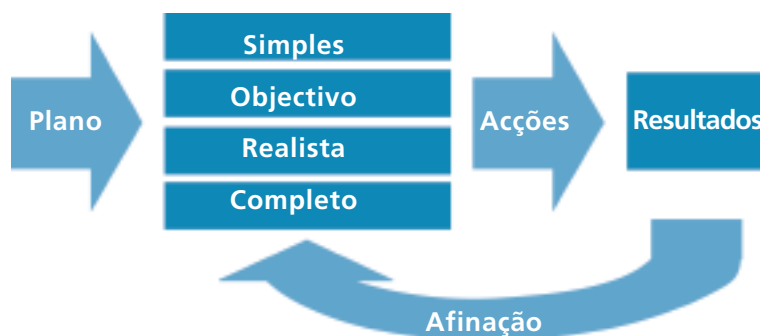 Plano
Simples
Objectivo
Realista
Completo
Acções
Resultados
Afinação